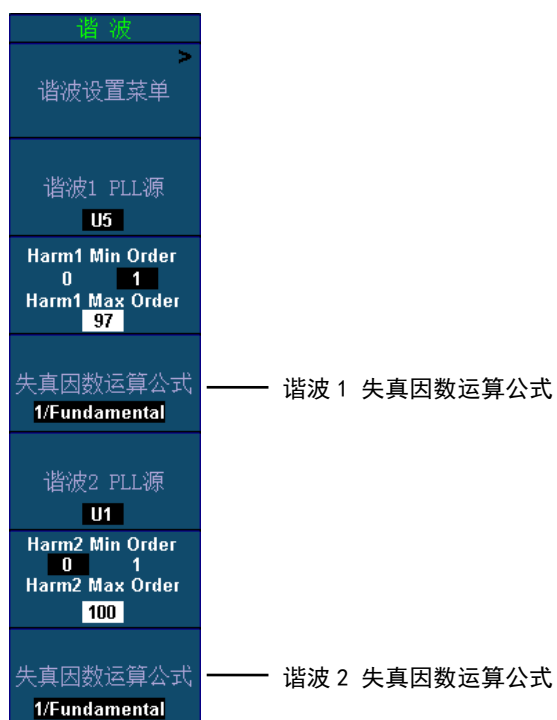 谐 波
>
谐波设置菜单
谐波1 PLL源
U5
Harm1 Min Order
0 1
Harm1 Max Order
97
失真因数运算公式
1/Fundamental
谐波 1 失真因数运算公式
谐波2 PLL源
U1
Harm2 Min Order
0 1
Harm2 Max Order
100
失真因数运算公式
1/Fundamental
谐波 2 失真因数运算公式